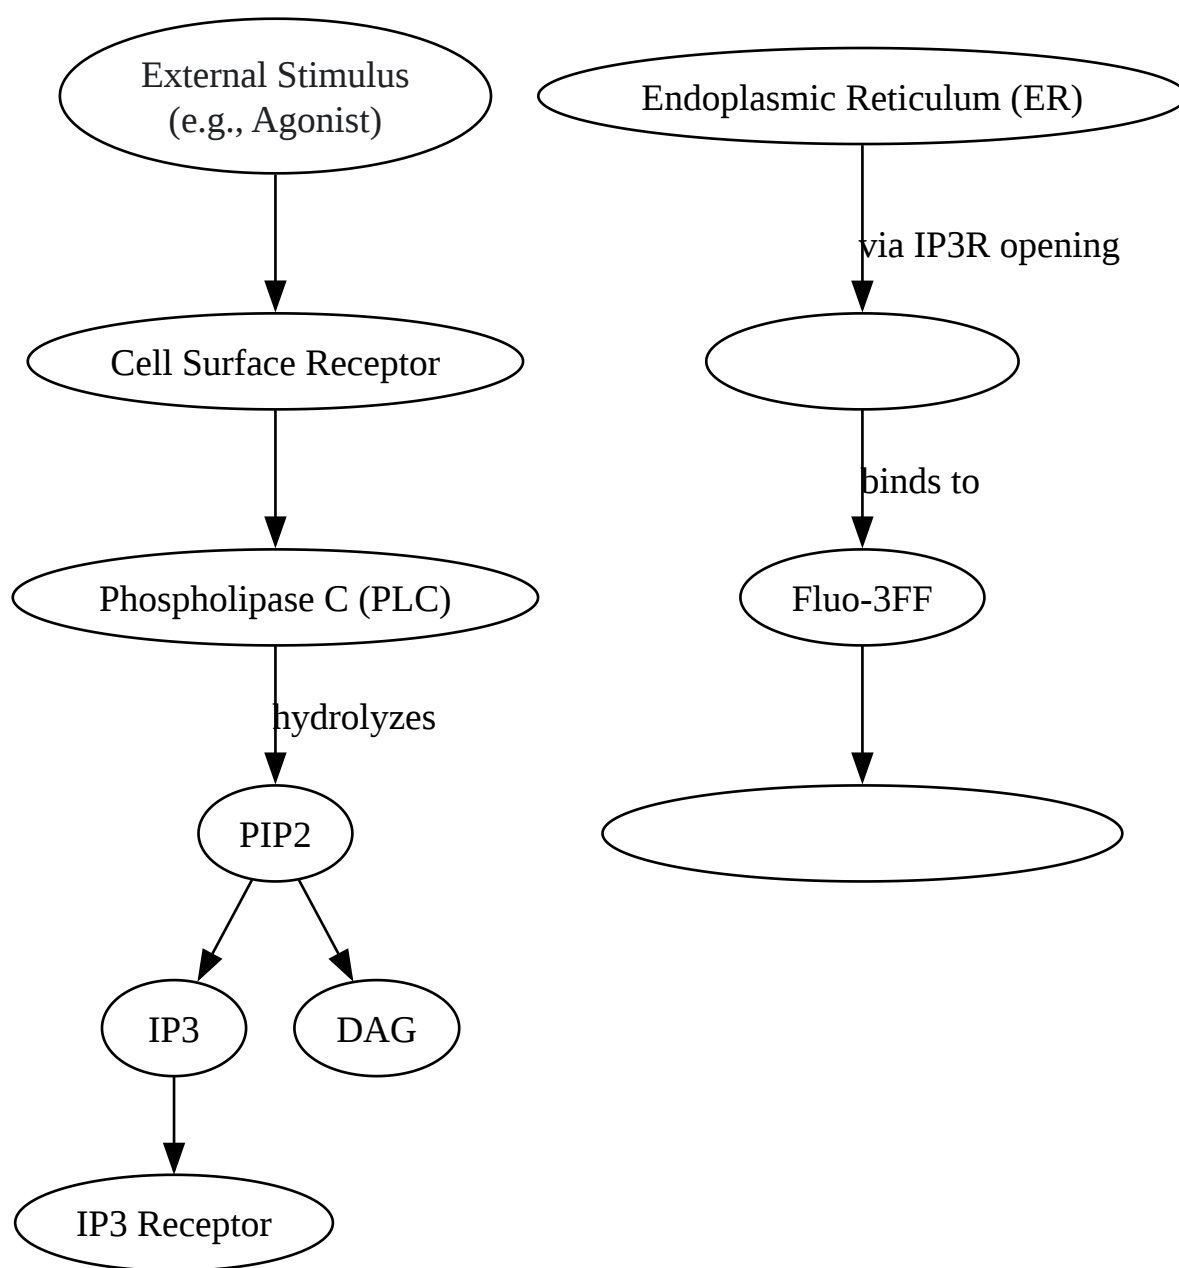 External Stimulus
(e.g., Agonist)
Endoplasmic Reticulum (ER)
via IP3R opening
Cell Surface Receptor
binds to
Phospholipase C (PLC)
Fluo-3FF
hydrolyzes
PIP2
IP3
DAG
IP3 Receptor